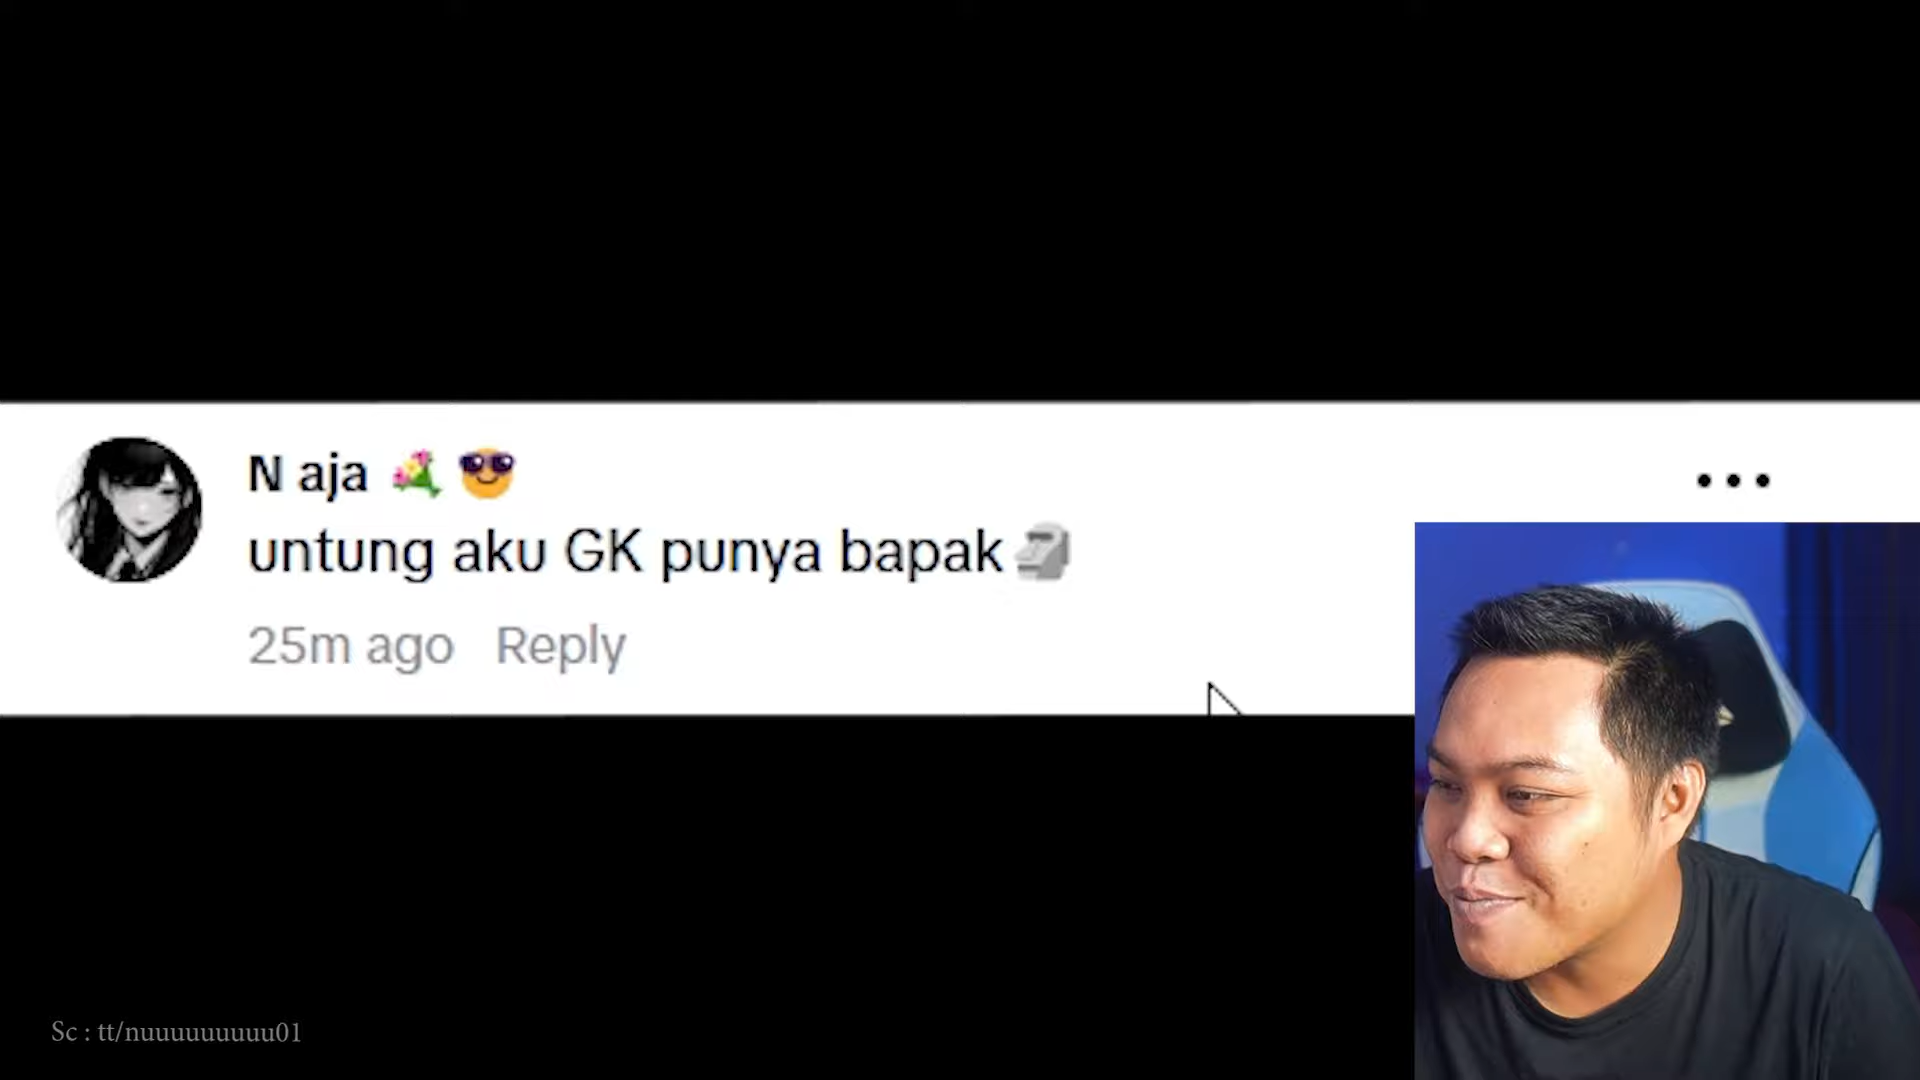 N aja 💐 😎
untung aku GK punya bapak🗿
25m ago Reply
Sc : tt/nuuuuuuuuu01